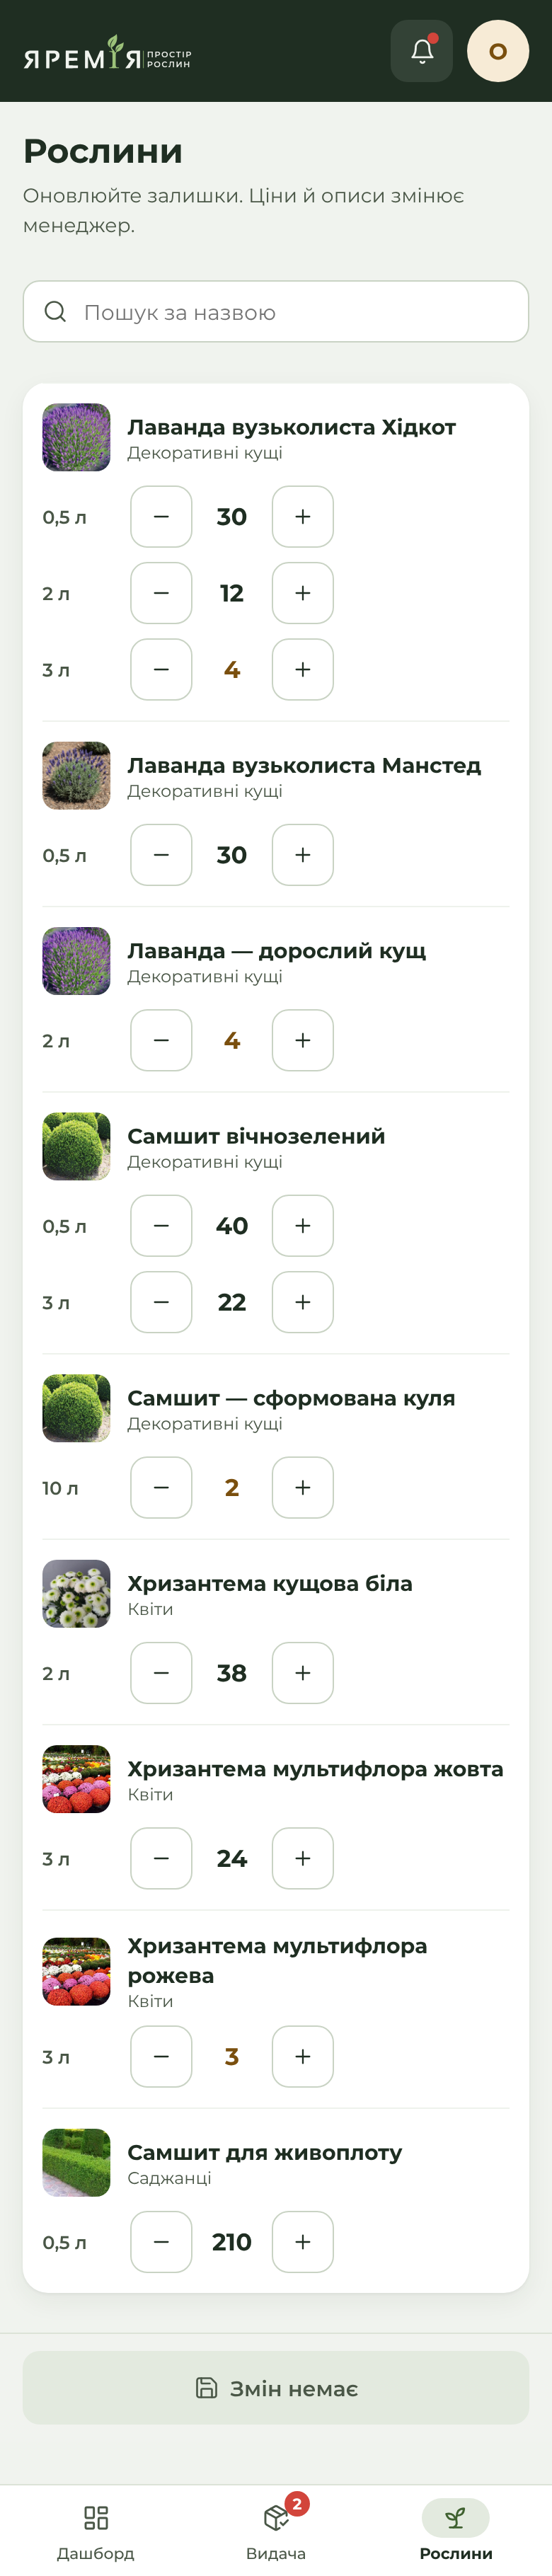 ЯРЕМІЯ ПРОСТІР
РОСЛИН
О
Рослини
Оновлюйте залишки. Ціни й описи змінює
менеджер.
Пошук за назвою
Лаванда вузьколиста Хідкот
Декоративні кущі
0,5 л − 30 +
2 л − 12 +
3 л − 4 +
Лаванда вузьколиста Манстед
Декоративні кущі
0,5 л − 30 +
Лаванда — дорослий кущ
Декоративні кущі
2 л − 4 +
Самшит вічнозелений
Декоративні кущі
0,5 л − 40 +
3 л − 22 +
Самшит — сформована куля
Декоративні кущі
10 л − 2 +
Хризантема кущова біла
Квіти
2 л − 38 +
Хризантема мультифлора жовта
Квіти
3 л − 24 +
Хризантема мультифлора
рожева
Квіти
3 л − 3 +
Самшит для живоплоту
Саджанці
0,5 л − 210 +
Змін немає
2
Дашборд Видача Рослини